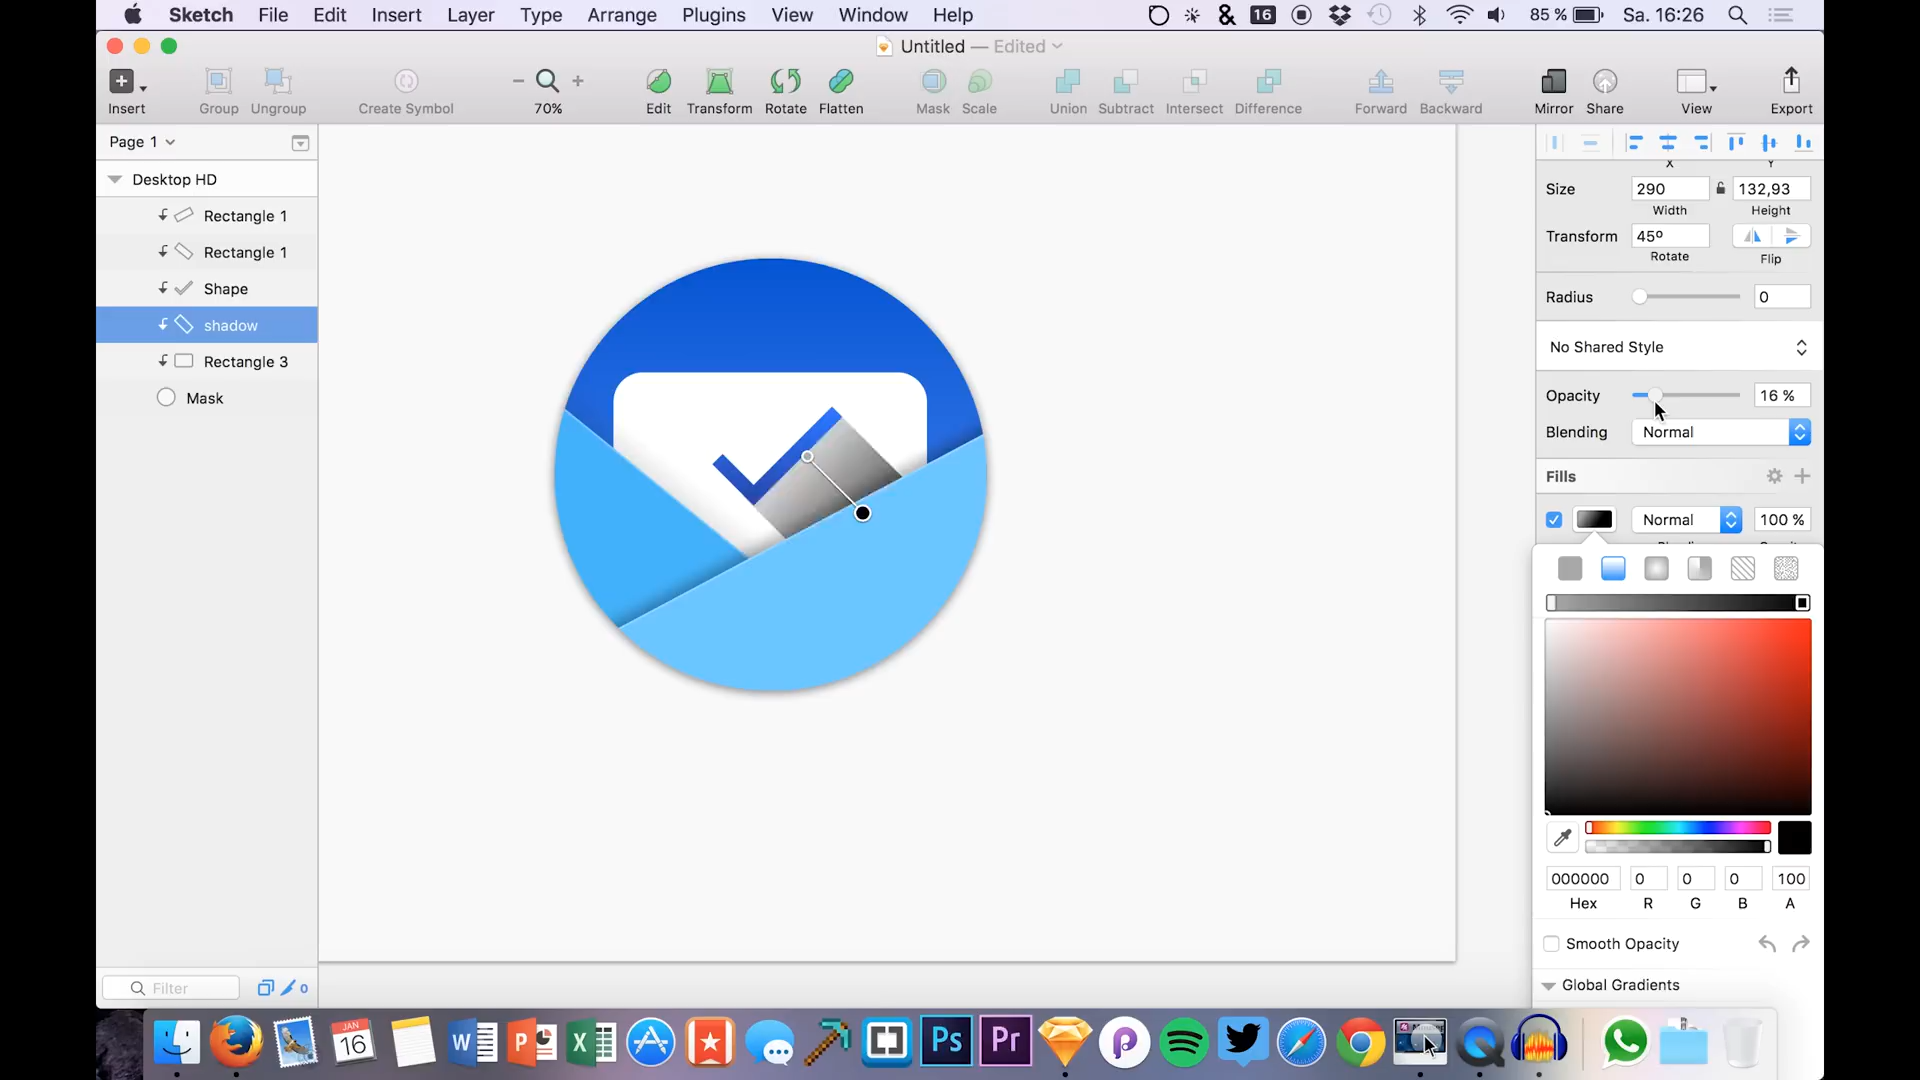 Sketch File Edit Insert Layer Type Arrange Plugins View Window Help 16 85 % Sa. 16:26
Untitled — Edited
Insert Group Ungroup Create Symbol 70% Edit Transform Rotate Flatten Mask Scale Union Subtract Intersect Difference Forward Backward Mirror Share View Export
Page 1
Desktop HD
Rectangle 1
Rectangle 1
Shape
shadow
Rectangle 3
Mask
Filter 0
X Y
Size 290 132,93
Width Height
Transform 45º
Rotate Flip
Radius 0
No Shared Style
Opacity 16 %
Blending Normal
Fills
Normal 100 %
000000 0 0 0 100
Hex R G B A
Smooth Opacity
Global Gradients
JAN
16
W P X Ps Pr